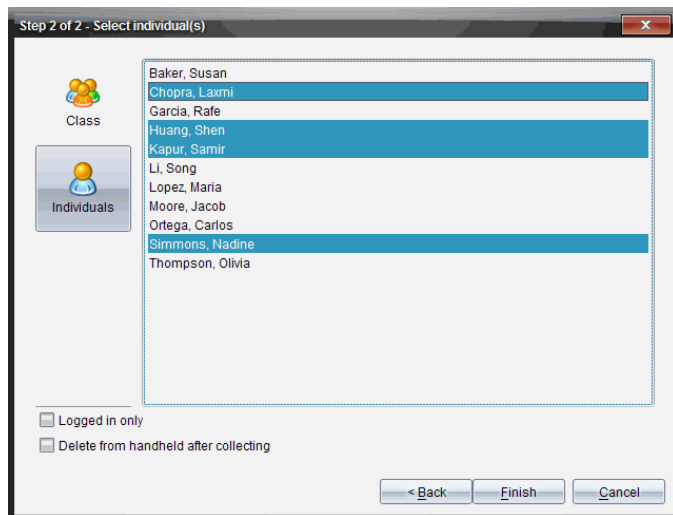 Step 2 of 2 - Select individual(s)
Class
Individuals
Baker, Susan
Chopra, Laxmi
Garcia, Rafe
Huang, Shen
Kapur, Samir
Li, Song
Lopez, Maria
Moore, Jacob
Ortega, Carlos
Simmons, Nadine
Thompson, Olivia
Logged in only
Delete from handheld after collecting
< Back
Finish
Cancel